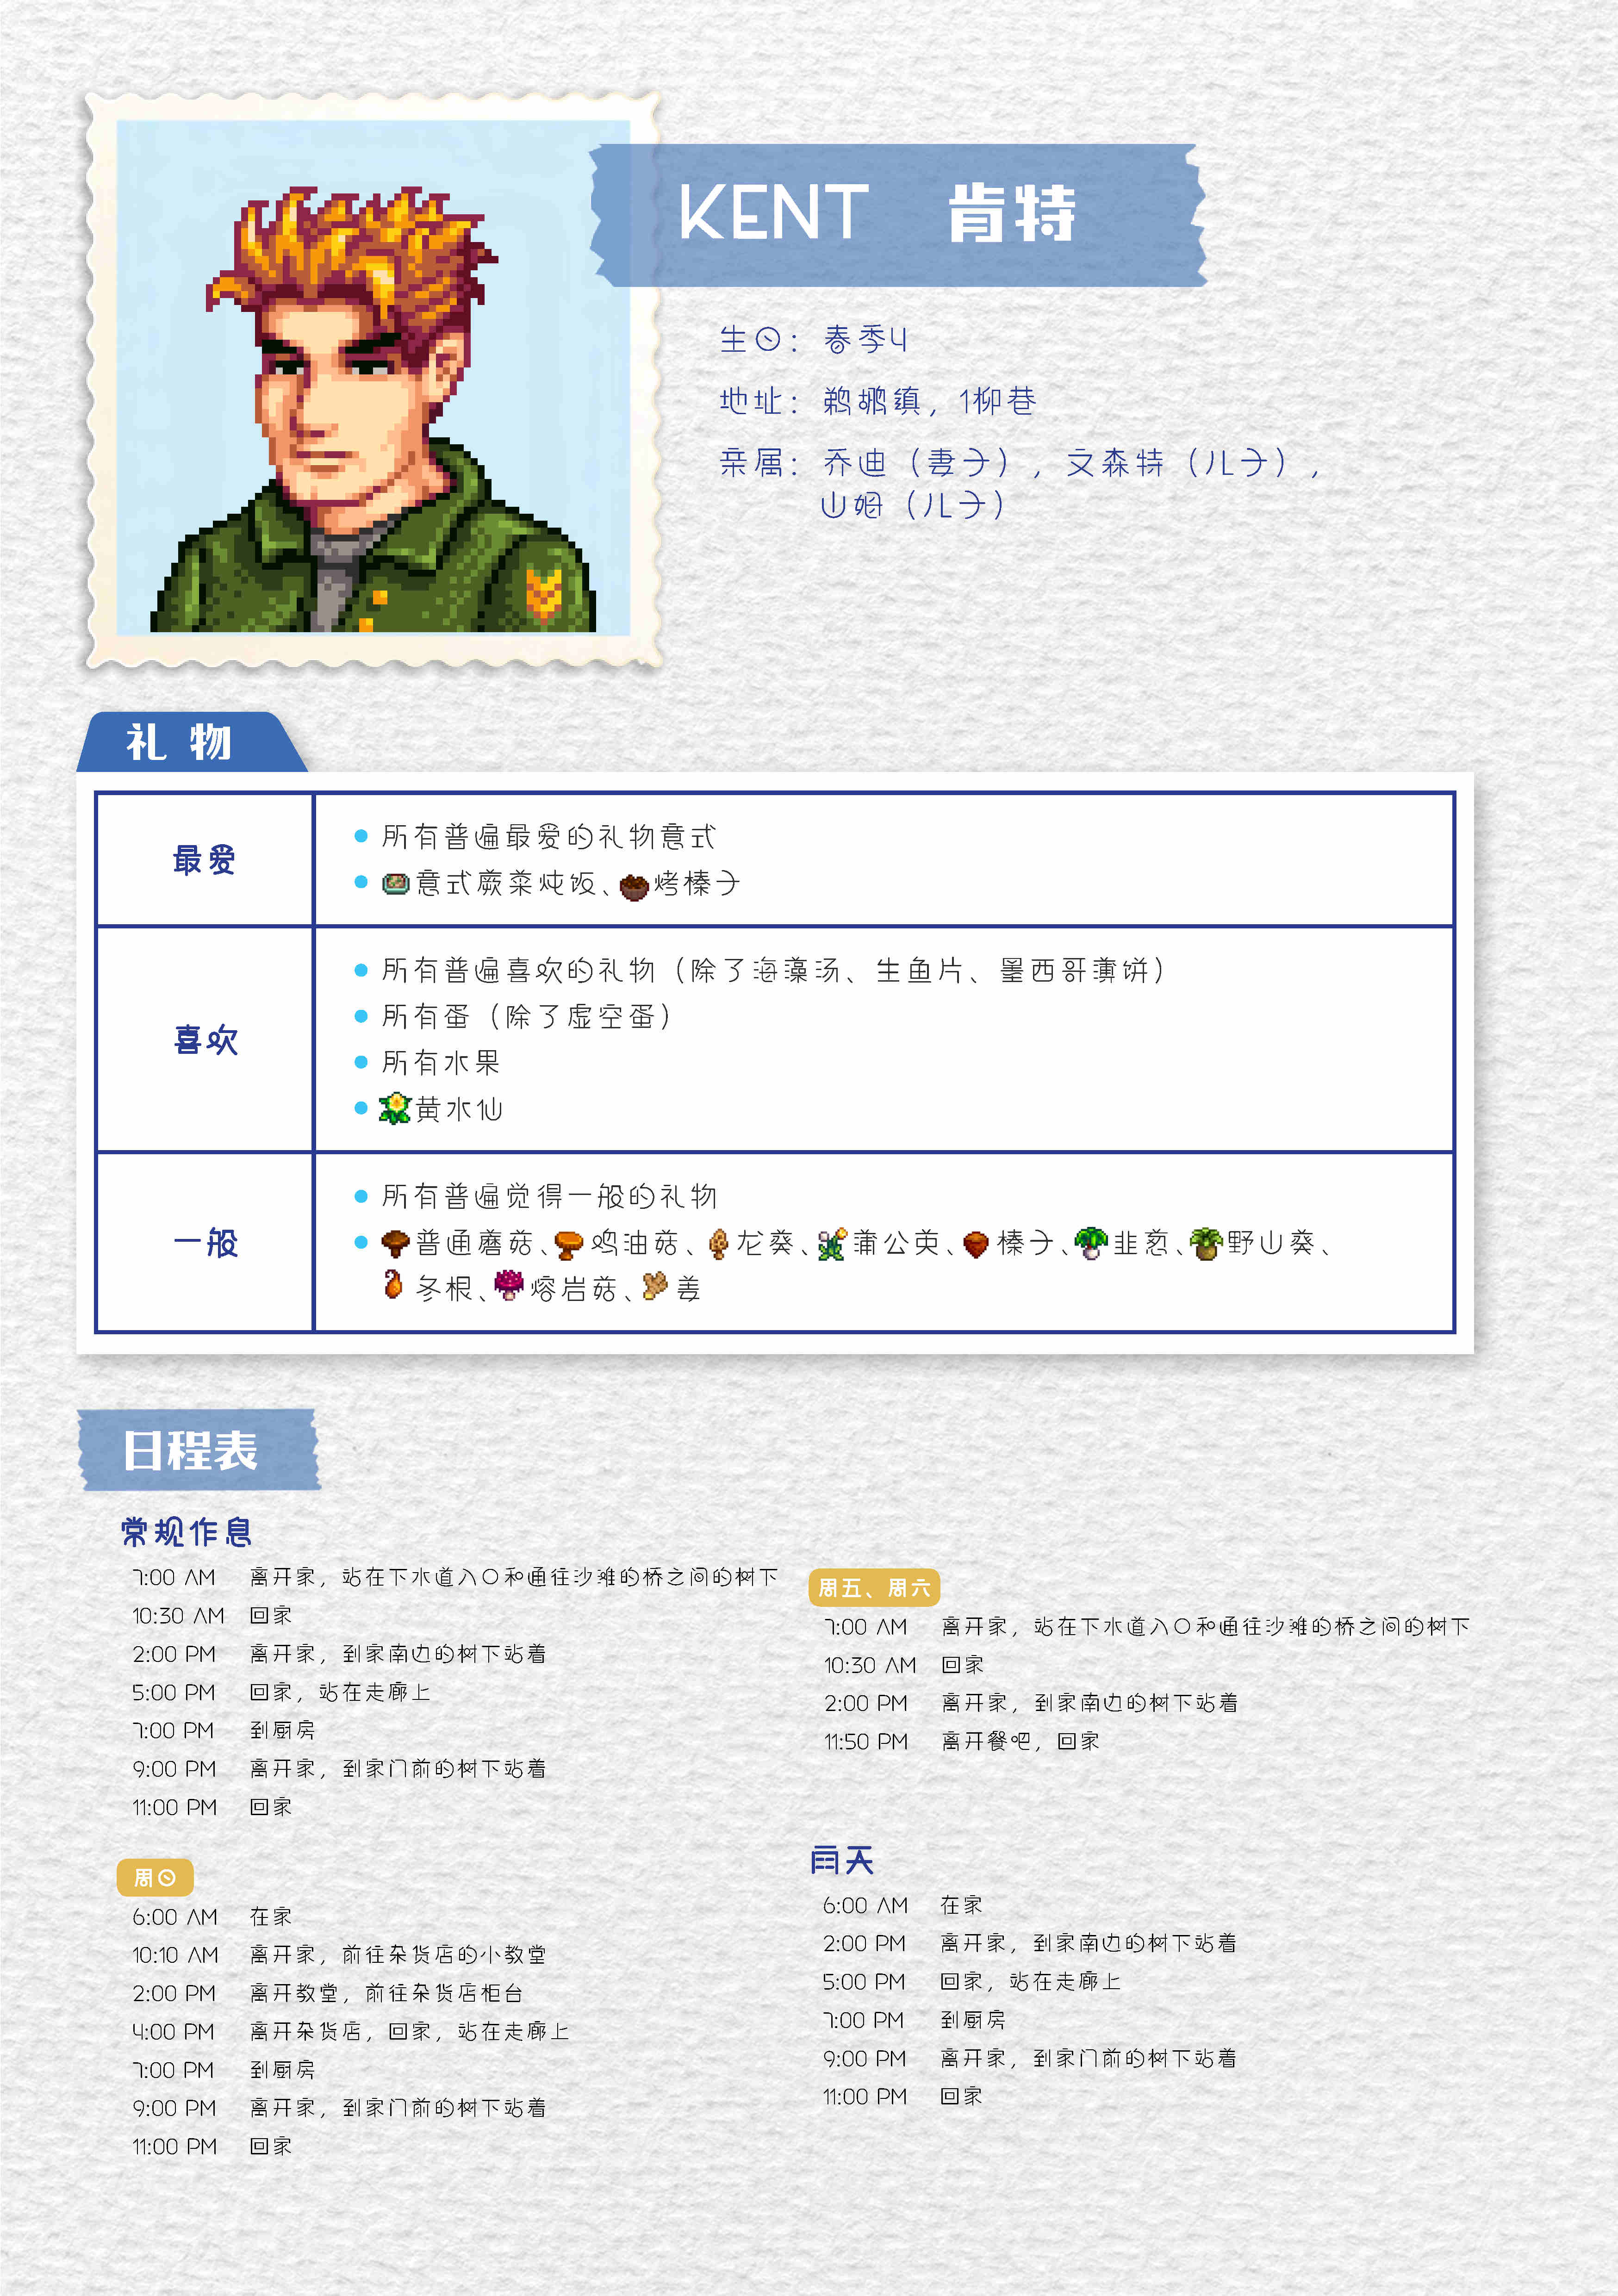 KENT 肯特
生日：春季4
地址：鹈鹕镇，1柳巷
亲属：乔迪（妻子），文森特（儿子），
山姆（儿子）
礼物
最爱
所有普遍最爱的礼物意式
意式蕨菜炖饭、烤榛子
喜欢
所有普遍喜欢的礼物（除了海藻汤、生鱼片、墨西哥薄饼）
所有蛋（除了虚空蛋）
所有水果
黄水仙
一般
所有普遍觉得一般的礼物
普通蘑菇、鸡油菇、龙葵、蒲公英、榛子、韭葱、野山葵、
冬根、熔岩菇、姜
日程表
常规作息
7:00 AM 离开家，站在下水道入口和通往沙滩的桥之间的树下
10:30 AM 回家
2:00 PM 离开家，到家南边的树下站着
5:00 PM 回家，站在走廊上
7:00 PM 到厨房
9:00 PM 离开家，到家门前的树下站着
11:00 PM 回家
周日
6:00 AM 在家
10:10 AM 离开家，前往杂货店的小教堂
2:00 PM 离开教堂，前往杂货店柜台
4:00 PM 离开杂货店，回家，站在走廊上
7:00 PM 到厨房
9:00 PM 离开家，到家门前的树下站着
11:00 PM 回家
周五、周六
7:00 AM 离开家，站在下水道入口和通往沙滩的桥之间的树下
10:30 AM 回家
2:00 PM 离开家，到家南边的树下站着
11:50 PM 离开餐吧，回家
雨天
6:00 AM 在家
2:00 PM 离开家，到家南边的树下站着
5:00 PM 回家，站在走廊上
7:00 PM 到厨房
9:00 PM 离开家，到家门前的树下站着
11:00 PM 回家